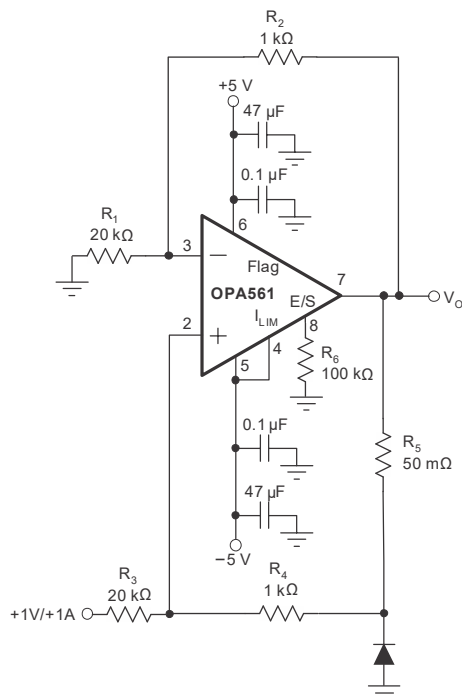 R2
1 kΩ
+5 V
47 µF
0.1 µF
R1
20 kΩ
6
3
−
Flag
7
OPA561
VO
E/S
2
+
ILIM
8
5
4
R6
100 kΩ
0.1 µF
R5
50 mΩ
47 µF
−5 V
R3
20 kΩ
R4
1 kΩ
+1V/+1A